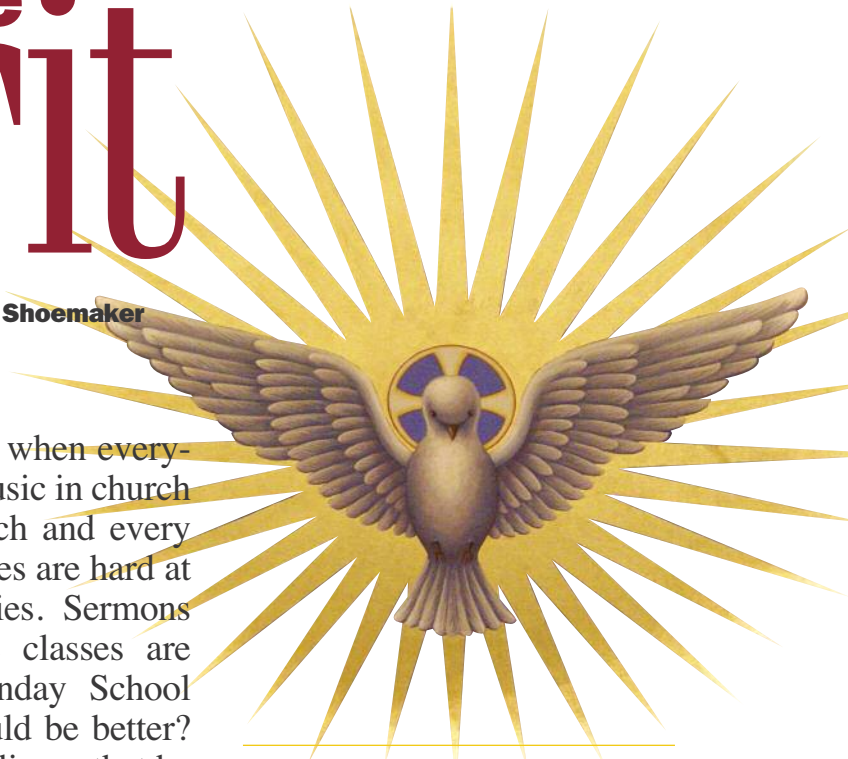 it
Shoemaker
when every-
usic in church
ch and every
es are hard at
ies. Sermons
classes are
nday School
uld be better?